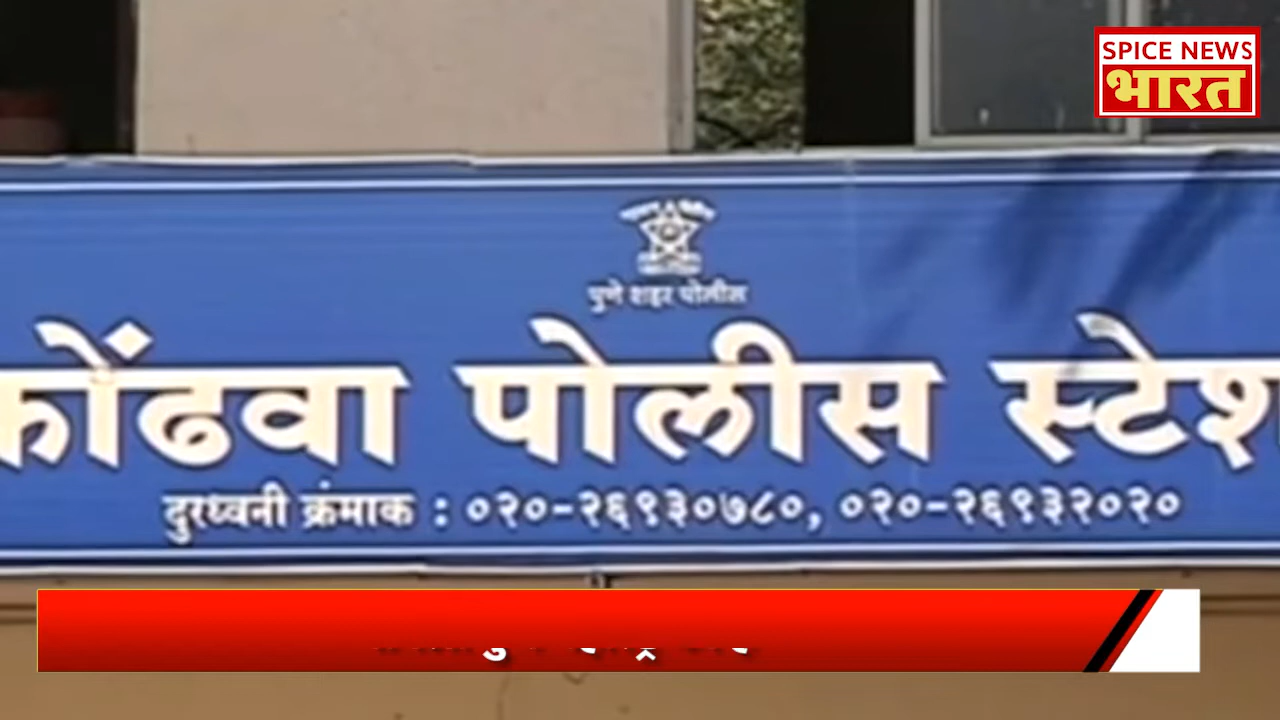 SPICE NEWS
भारत
पुणे शहर पोलीस
कोंढवा पोलीस स्टेश
दुरध्वनी क्रंमाक : ०२०-२६९३०७८०, ०२०-२६९३२०२०